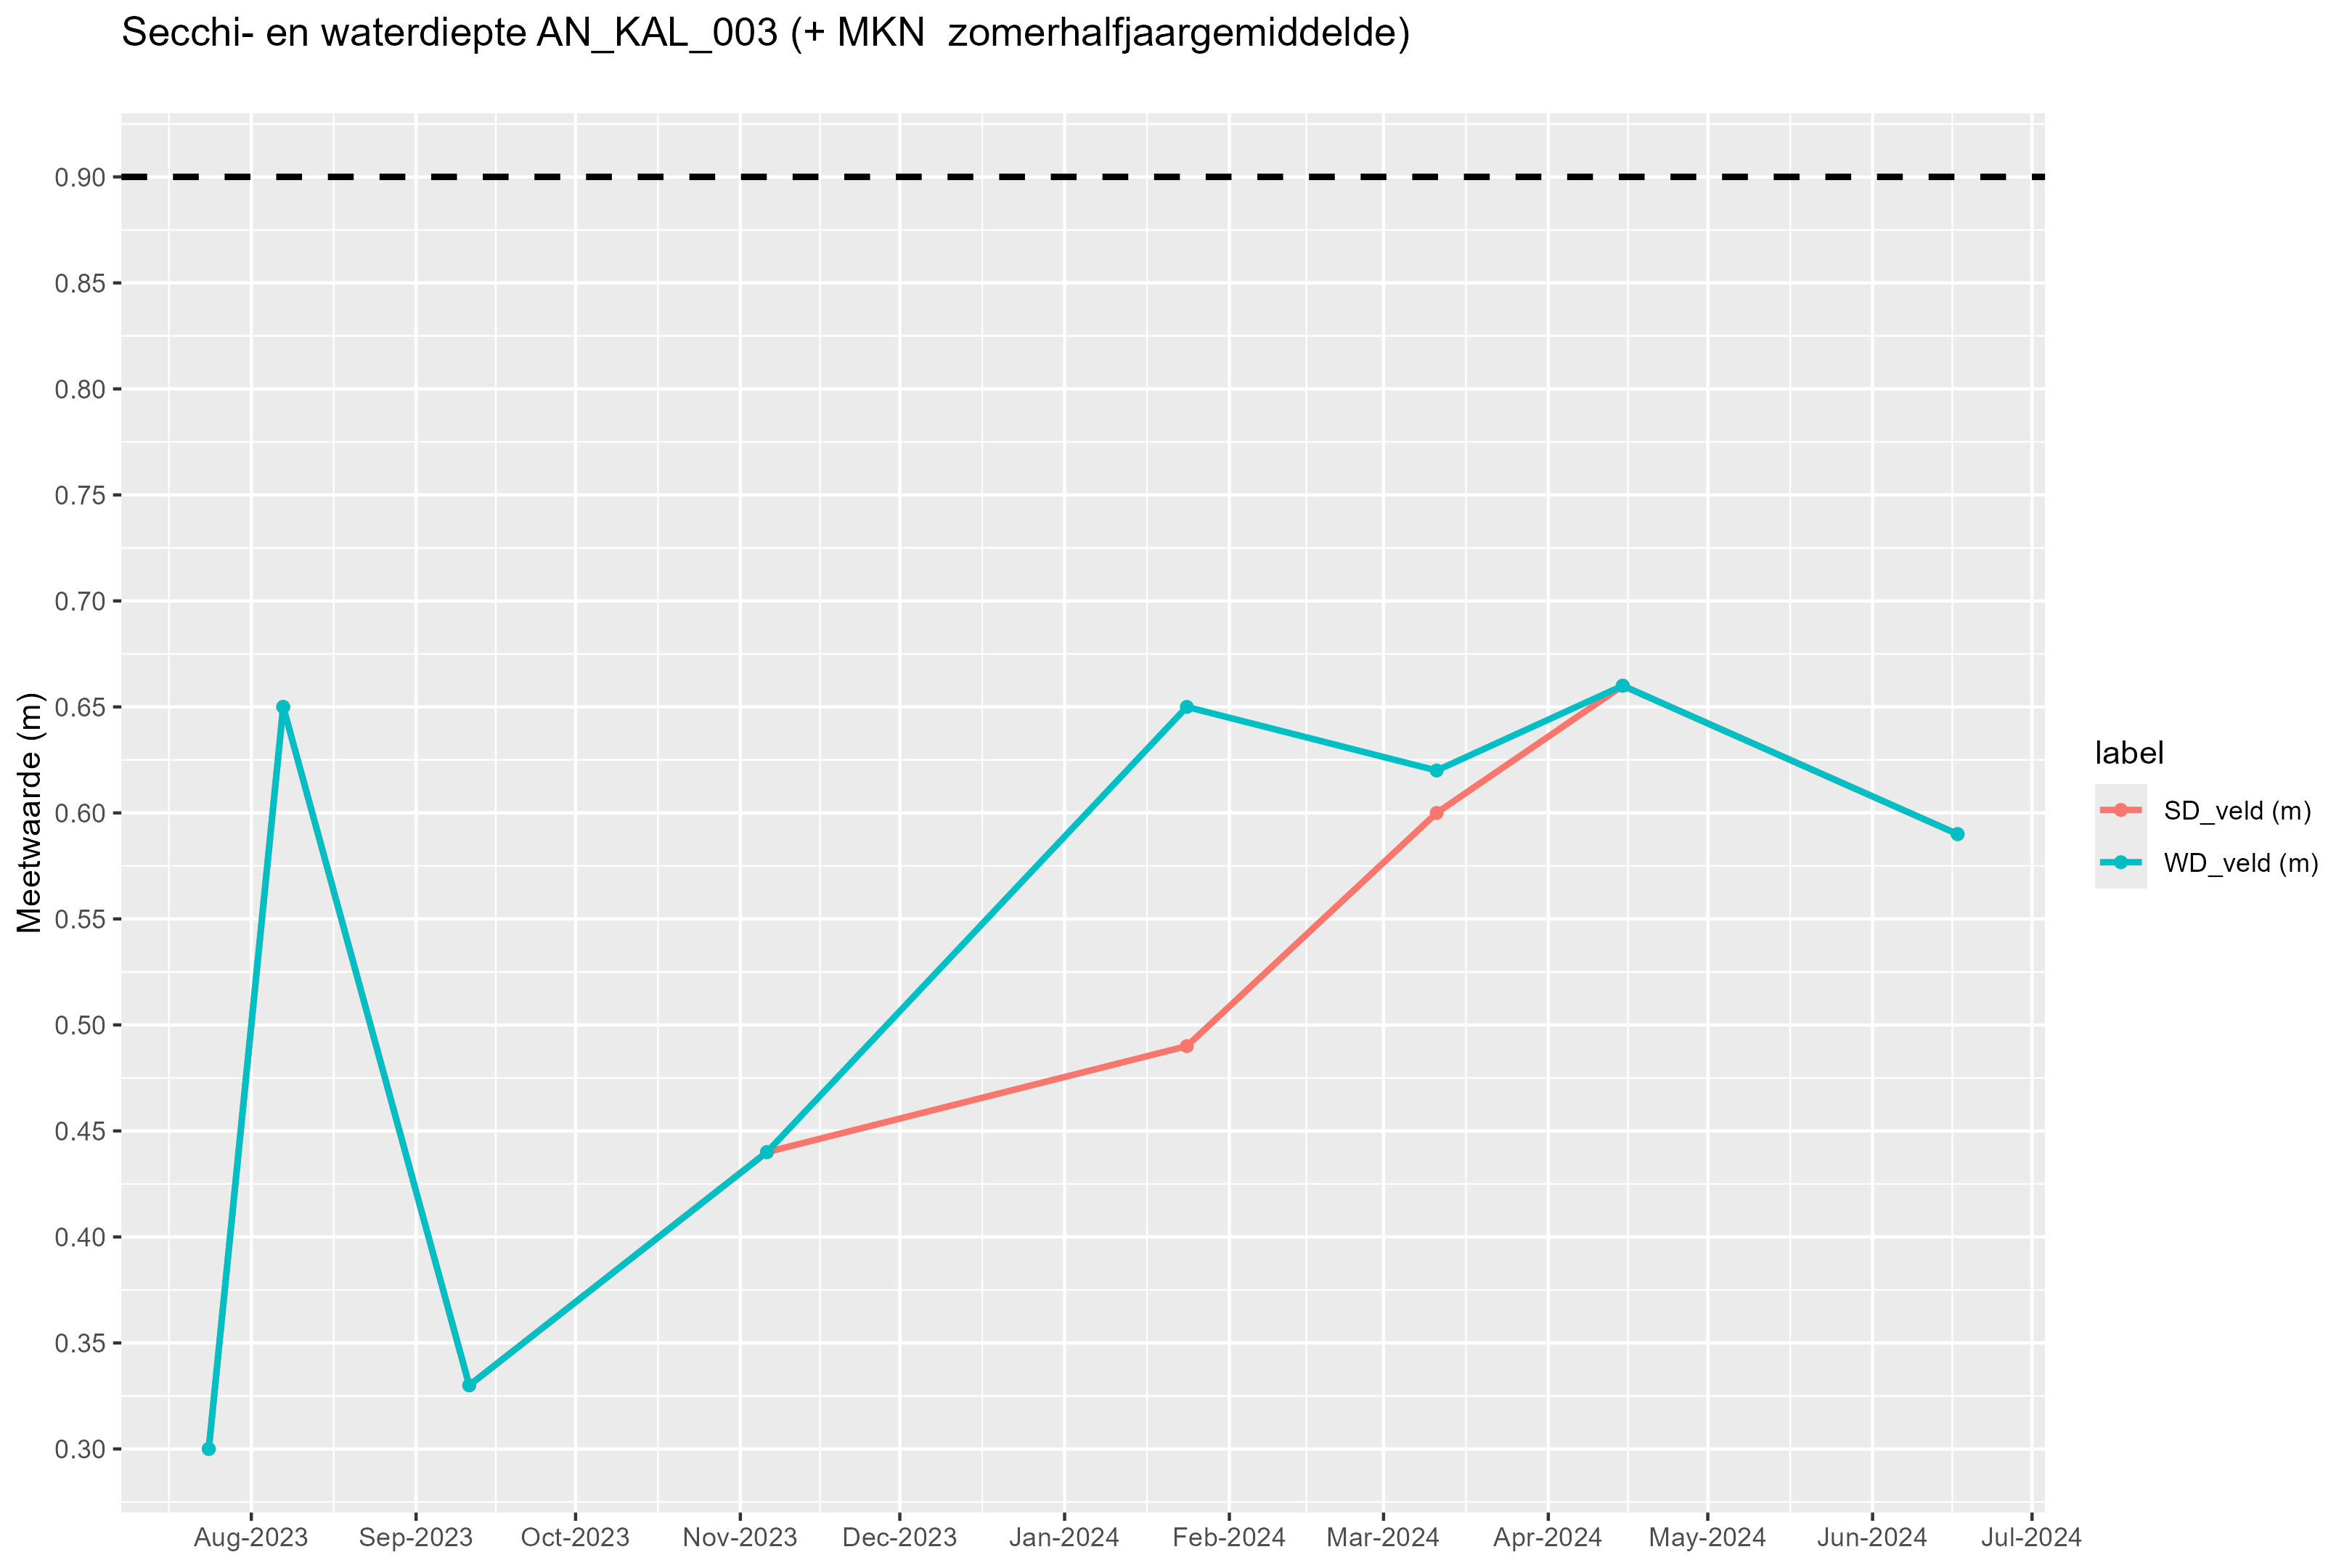 Secchi- en waterdiepte AN_KAL_003 (+ MKN  zomerhalfjaargemiddelde)
0.90
0.85
0.80
0.75
0.70
0.65
0.60
0.55
0.50
0.45
0.40
0.35
0.30
Meetwaarde (m)
Aug-2023 Sep-2023 Oct-2023 Nov-2023 Dec-2023 Jan-2024 Feb-2024 Mar-2024 Apr-2024 May-2024 Jun-2024 Jul-2024
label
SD_veld (m)
WD_veld (m)